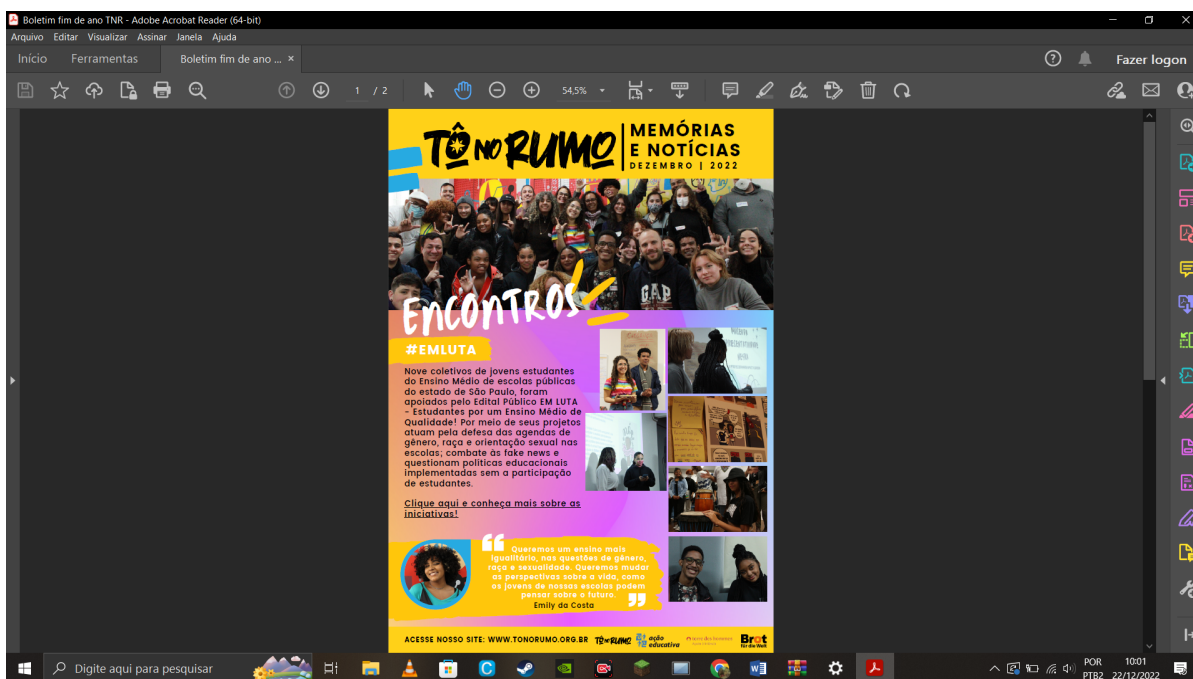 Boletim fim de ano TNR - Adobe Acrobat Reader (64-bit)
Arquivo Editar Visualizar Assinar Janela Ajuda
Início Ferramentas Boletim fim de ano ... ×
Fazer logon
1 / 2
54,5%
TÔ NO RUMO
MEMÓRIAS
E NOTÍCIAS
DEZEMBRO | 2022
GAP
ENCONTROS
#EMLUTA
Nove coletivos de jovens estudantes
do Ensino Médio de escolas públicas
do estado de São Paulo, foram
apoiados pelo Edital Público EM LUTA
- Estudantes por um Ensino Médio de
Qualidade! Por meio de seus projetos
atuam pela defesa das agendas de
gênero, raça e orientação sexual nas
escolas; combate às fake news e
questionam políticas educacionais
implementadas sem a participação
de estudantes.
Clique aqui e conheça mais sobre as
iniciativas!
Queremos um ensino mais
igualitário, nas questões de gênero,
raça e sexualidade. Queremos mudar
as perspectivas sobre a vida, como
os jovens de nossas escolas podem
pensar sobre o futuro.
Emily da Costa
ACESSE NOSSO SITE: WWW.TONORUMO.ORG.BR TÔ NO RUMO ação educativa terre des hommes Brot für die Welt
Digite aqui para pesquisar
POR 10:01
PTB2 22/12/2022